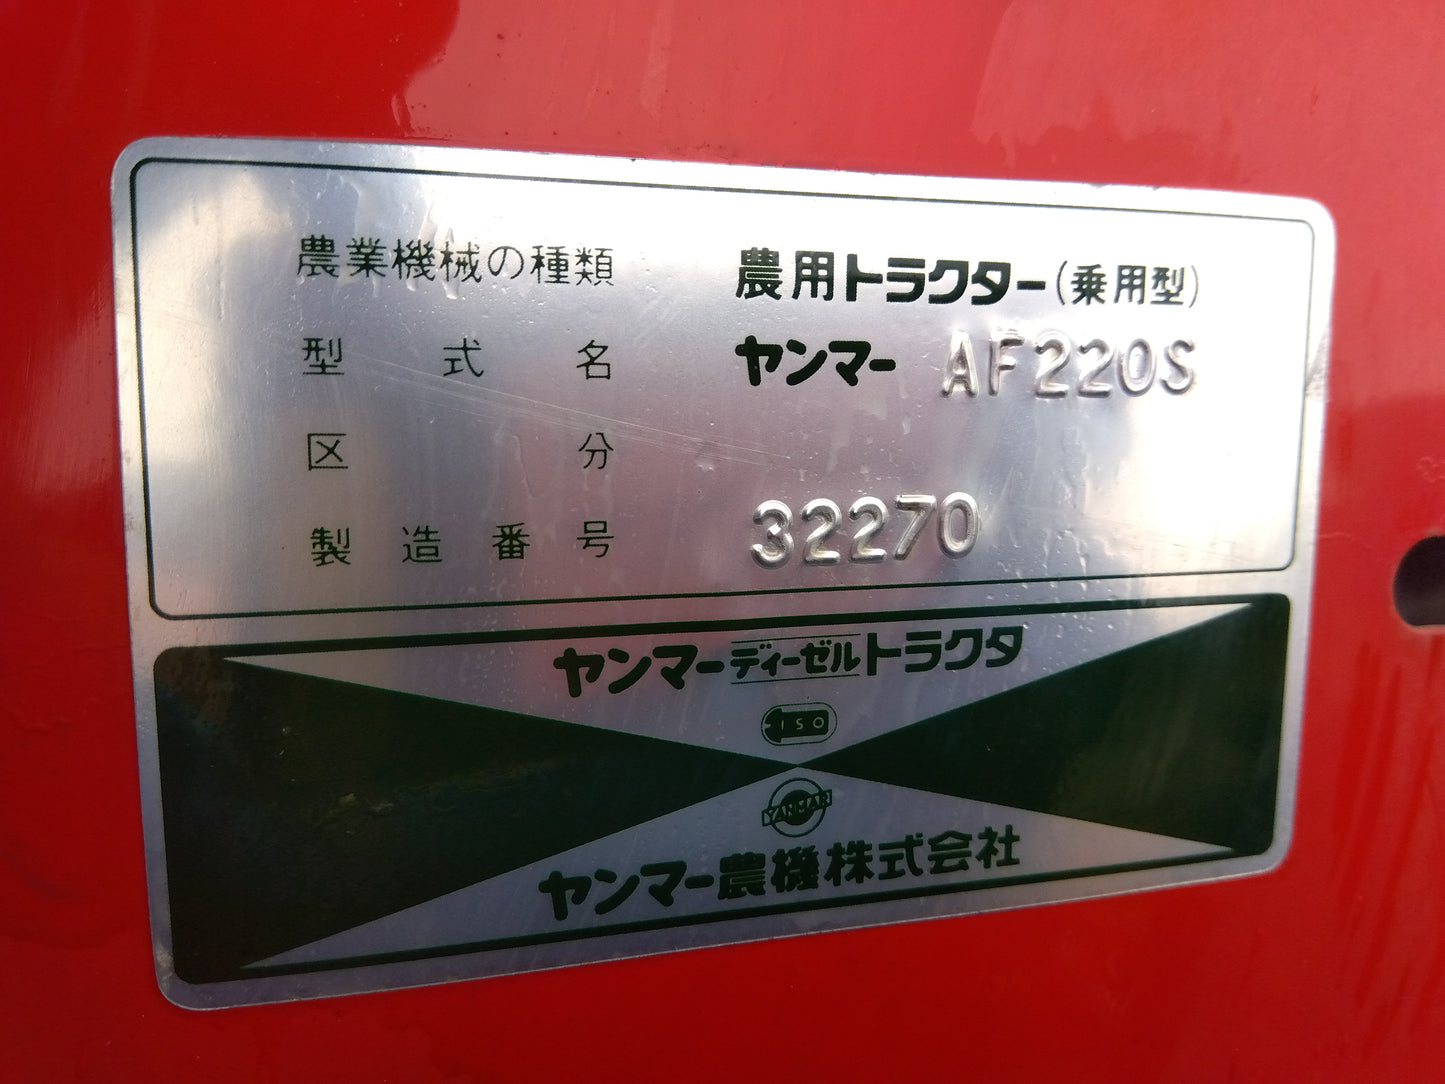 農業機械の種類 農用トラクター(乗用型)
型式名 ヤンマー AF220S
区分
製造番号 32270
ヤンマーディーゼルトラクタ
ISO
YANMAR
ヤンマー農機株式会社